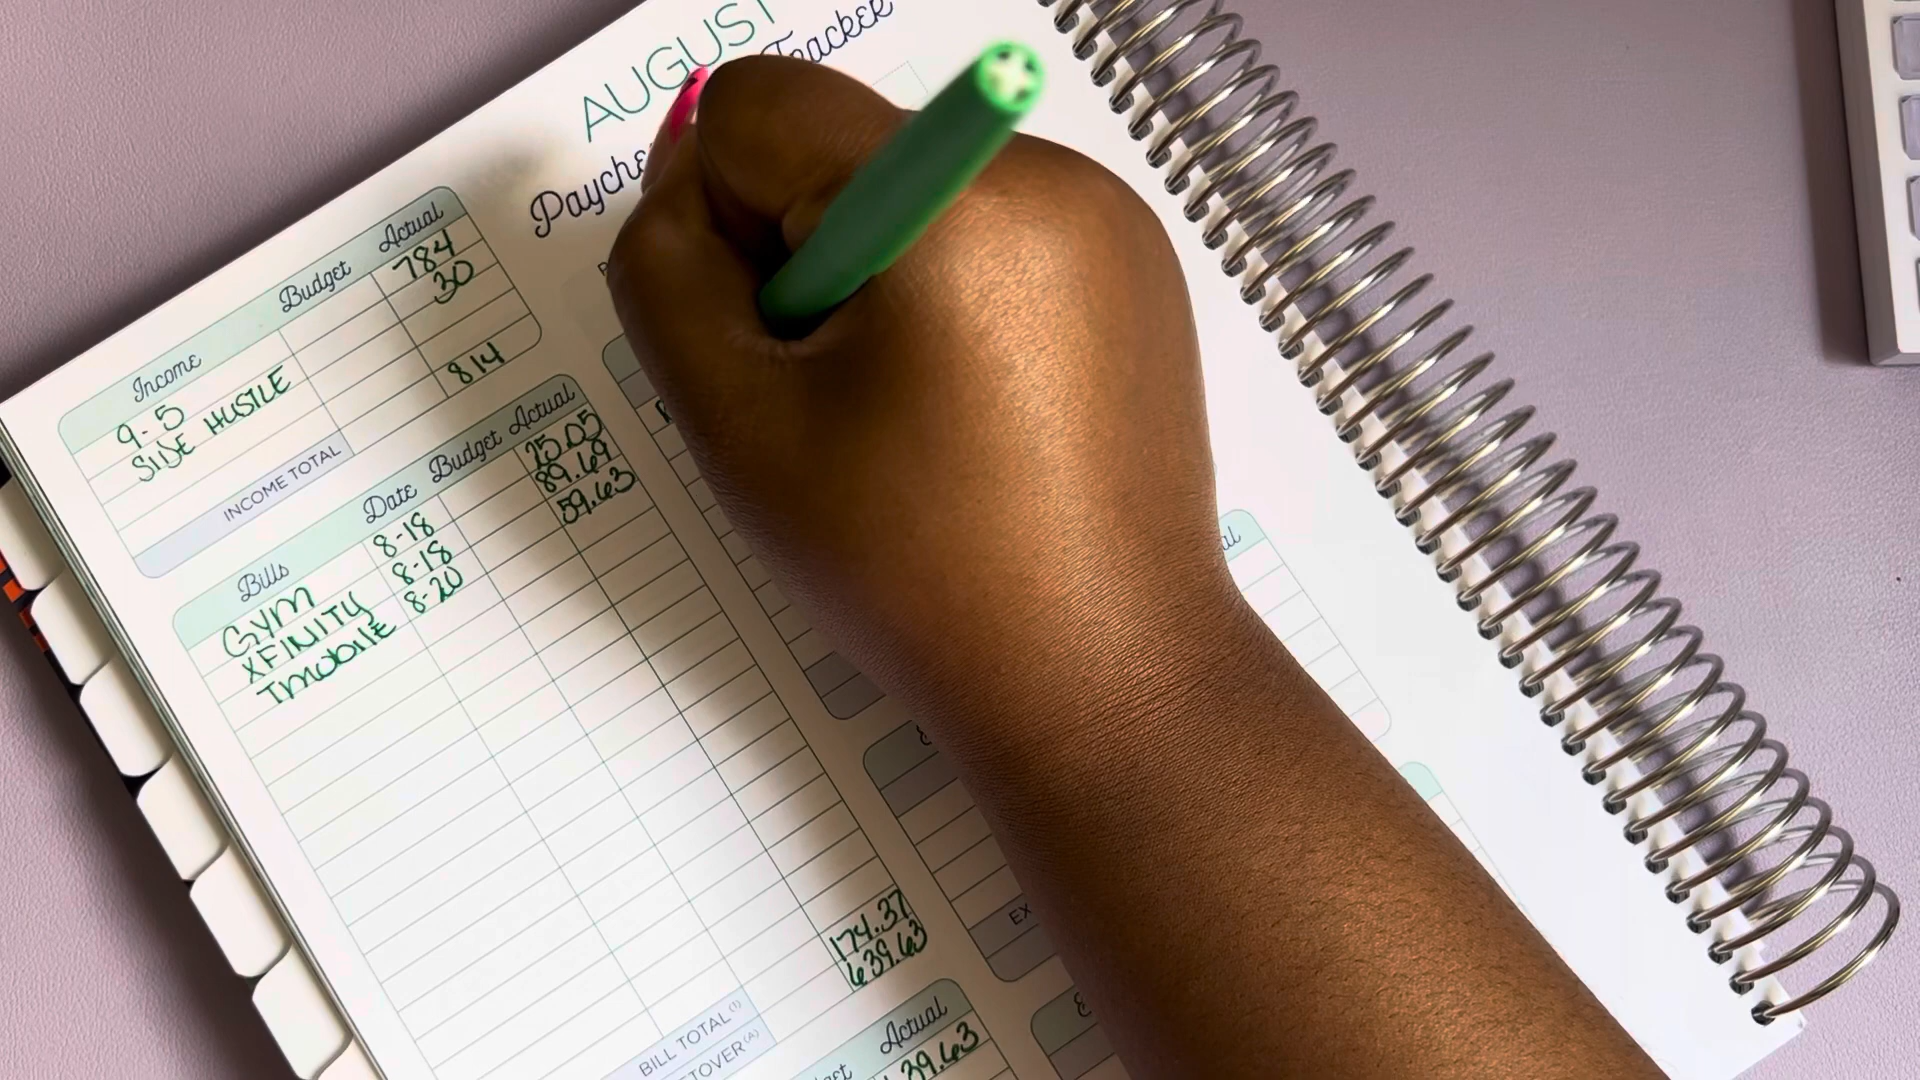 AUGUST
Tracker
Income Budget Actual
9-5 784
SIDE HUSTLE 30
INCOME TOTAL 814
Bills Date Budget Actual
GYM 8-18 25.05
XFINITY 8-18 89.69
TMOBILE 8-20 59.63
BILL TOTAL(1) 174.37
(A) 639.63
Actual
39.63